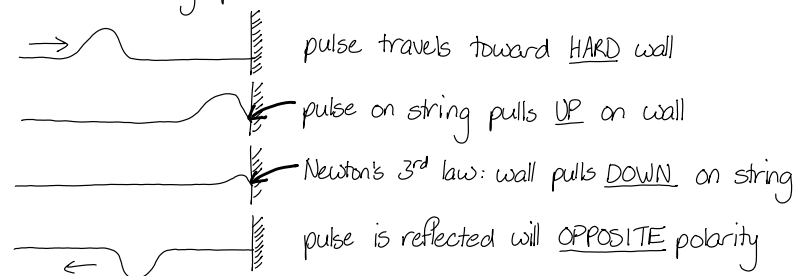 pulse travels toward HARD wall
pulse on string pulls UP on wall
Newton's 3rd law: wall pulls DOWN on string
pulse is reflected will OPPOSITE polarity